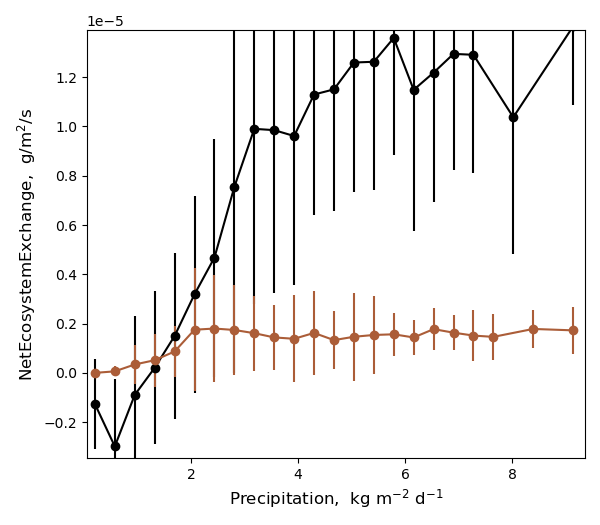 1e−5
1.2
1.0
0.8
0.6
0.4
0.2
0.0
−0.2
NetEcosystemExchange,  g/m²/s
2 4 6 8
Precipitation,  kg m⁻² d⁻¹